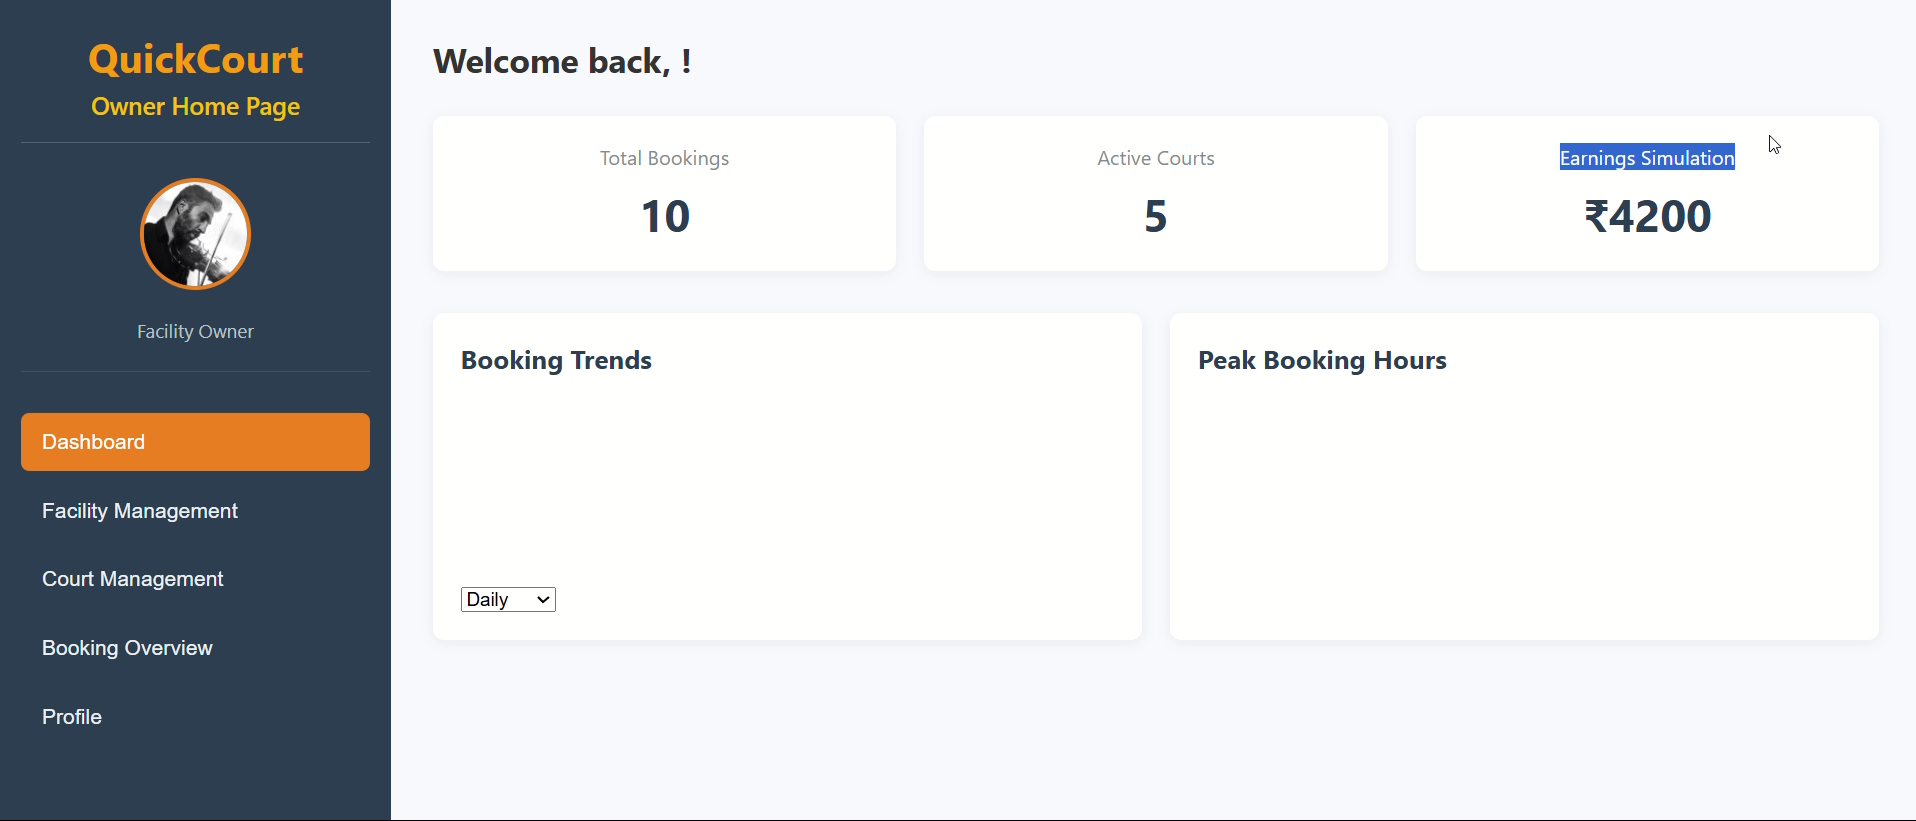 QuickCourt
Owner Home Page
Facility Owner
Dashboard
Facility Management
Court Management
Booking Overview
Profile
Welcome back, !
Total Bookings
10
Active Courts
5
Earnings Simulation
₹4200
Booking Trends
Daily
Peak Booking Hours